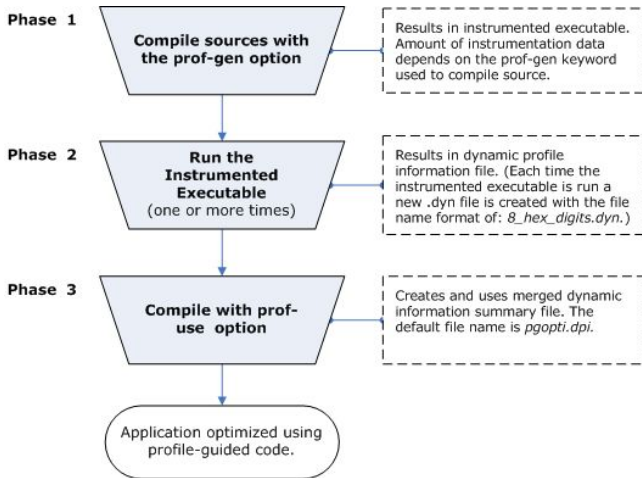 Phase 1
Compile sources with
the prof-gen option
Results in instrumented executable.
Amount of instrumentation data
depends on the prof-gen keyword
used to compile source.
Phase 2
Run the
Instrumented
Executable
(one or more times)
Results in dynamic profile
information file. (Each time the
instrumented executable is run a
new .dyn file is created with the file
name format of: 8_hex_digits.dyn.)
Phase 3
Compile with prof-
use option
Creates and uses merged dynamic
information summary file. The
default file name is pgopti.dpi.
Application optimized using
profile-guided code.